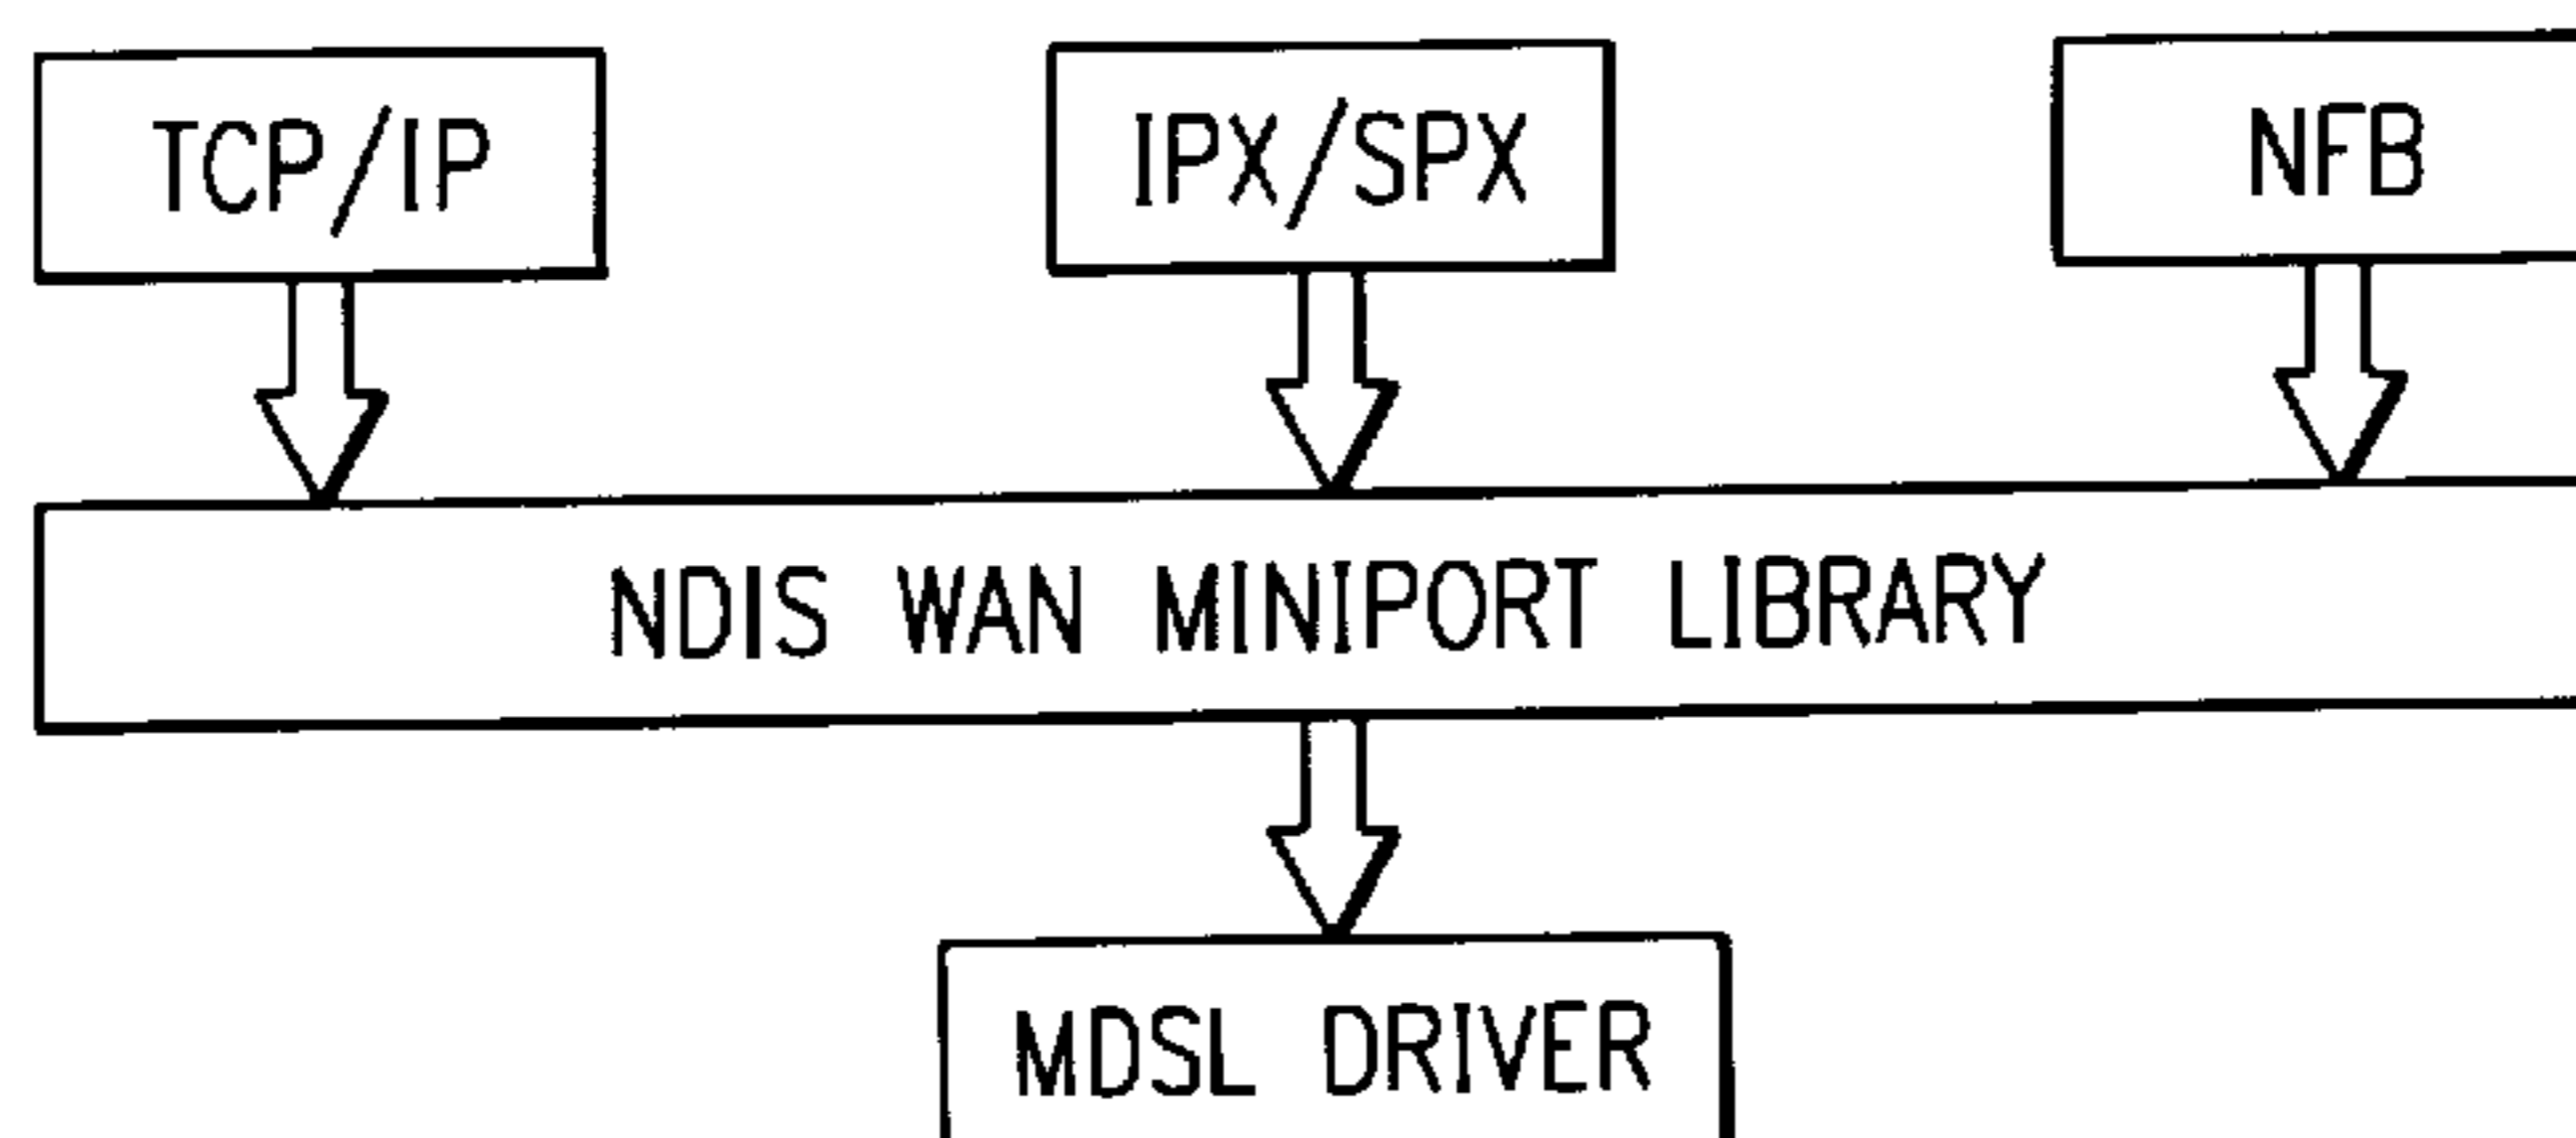 TCP/IP
IPX/SPX
NFB
NDIS WAN MINIPORT LIBRARY
MDSL DRIVER